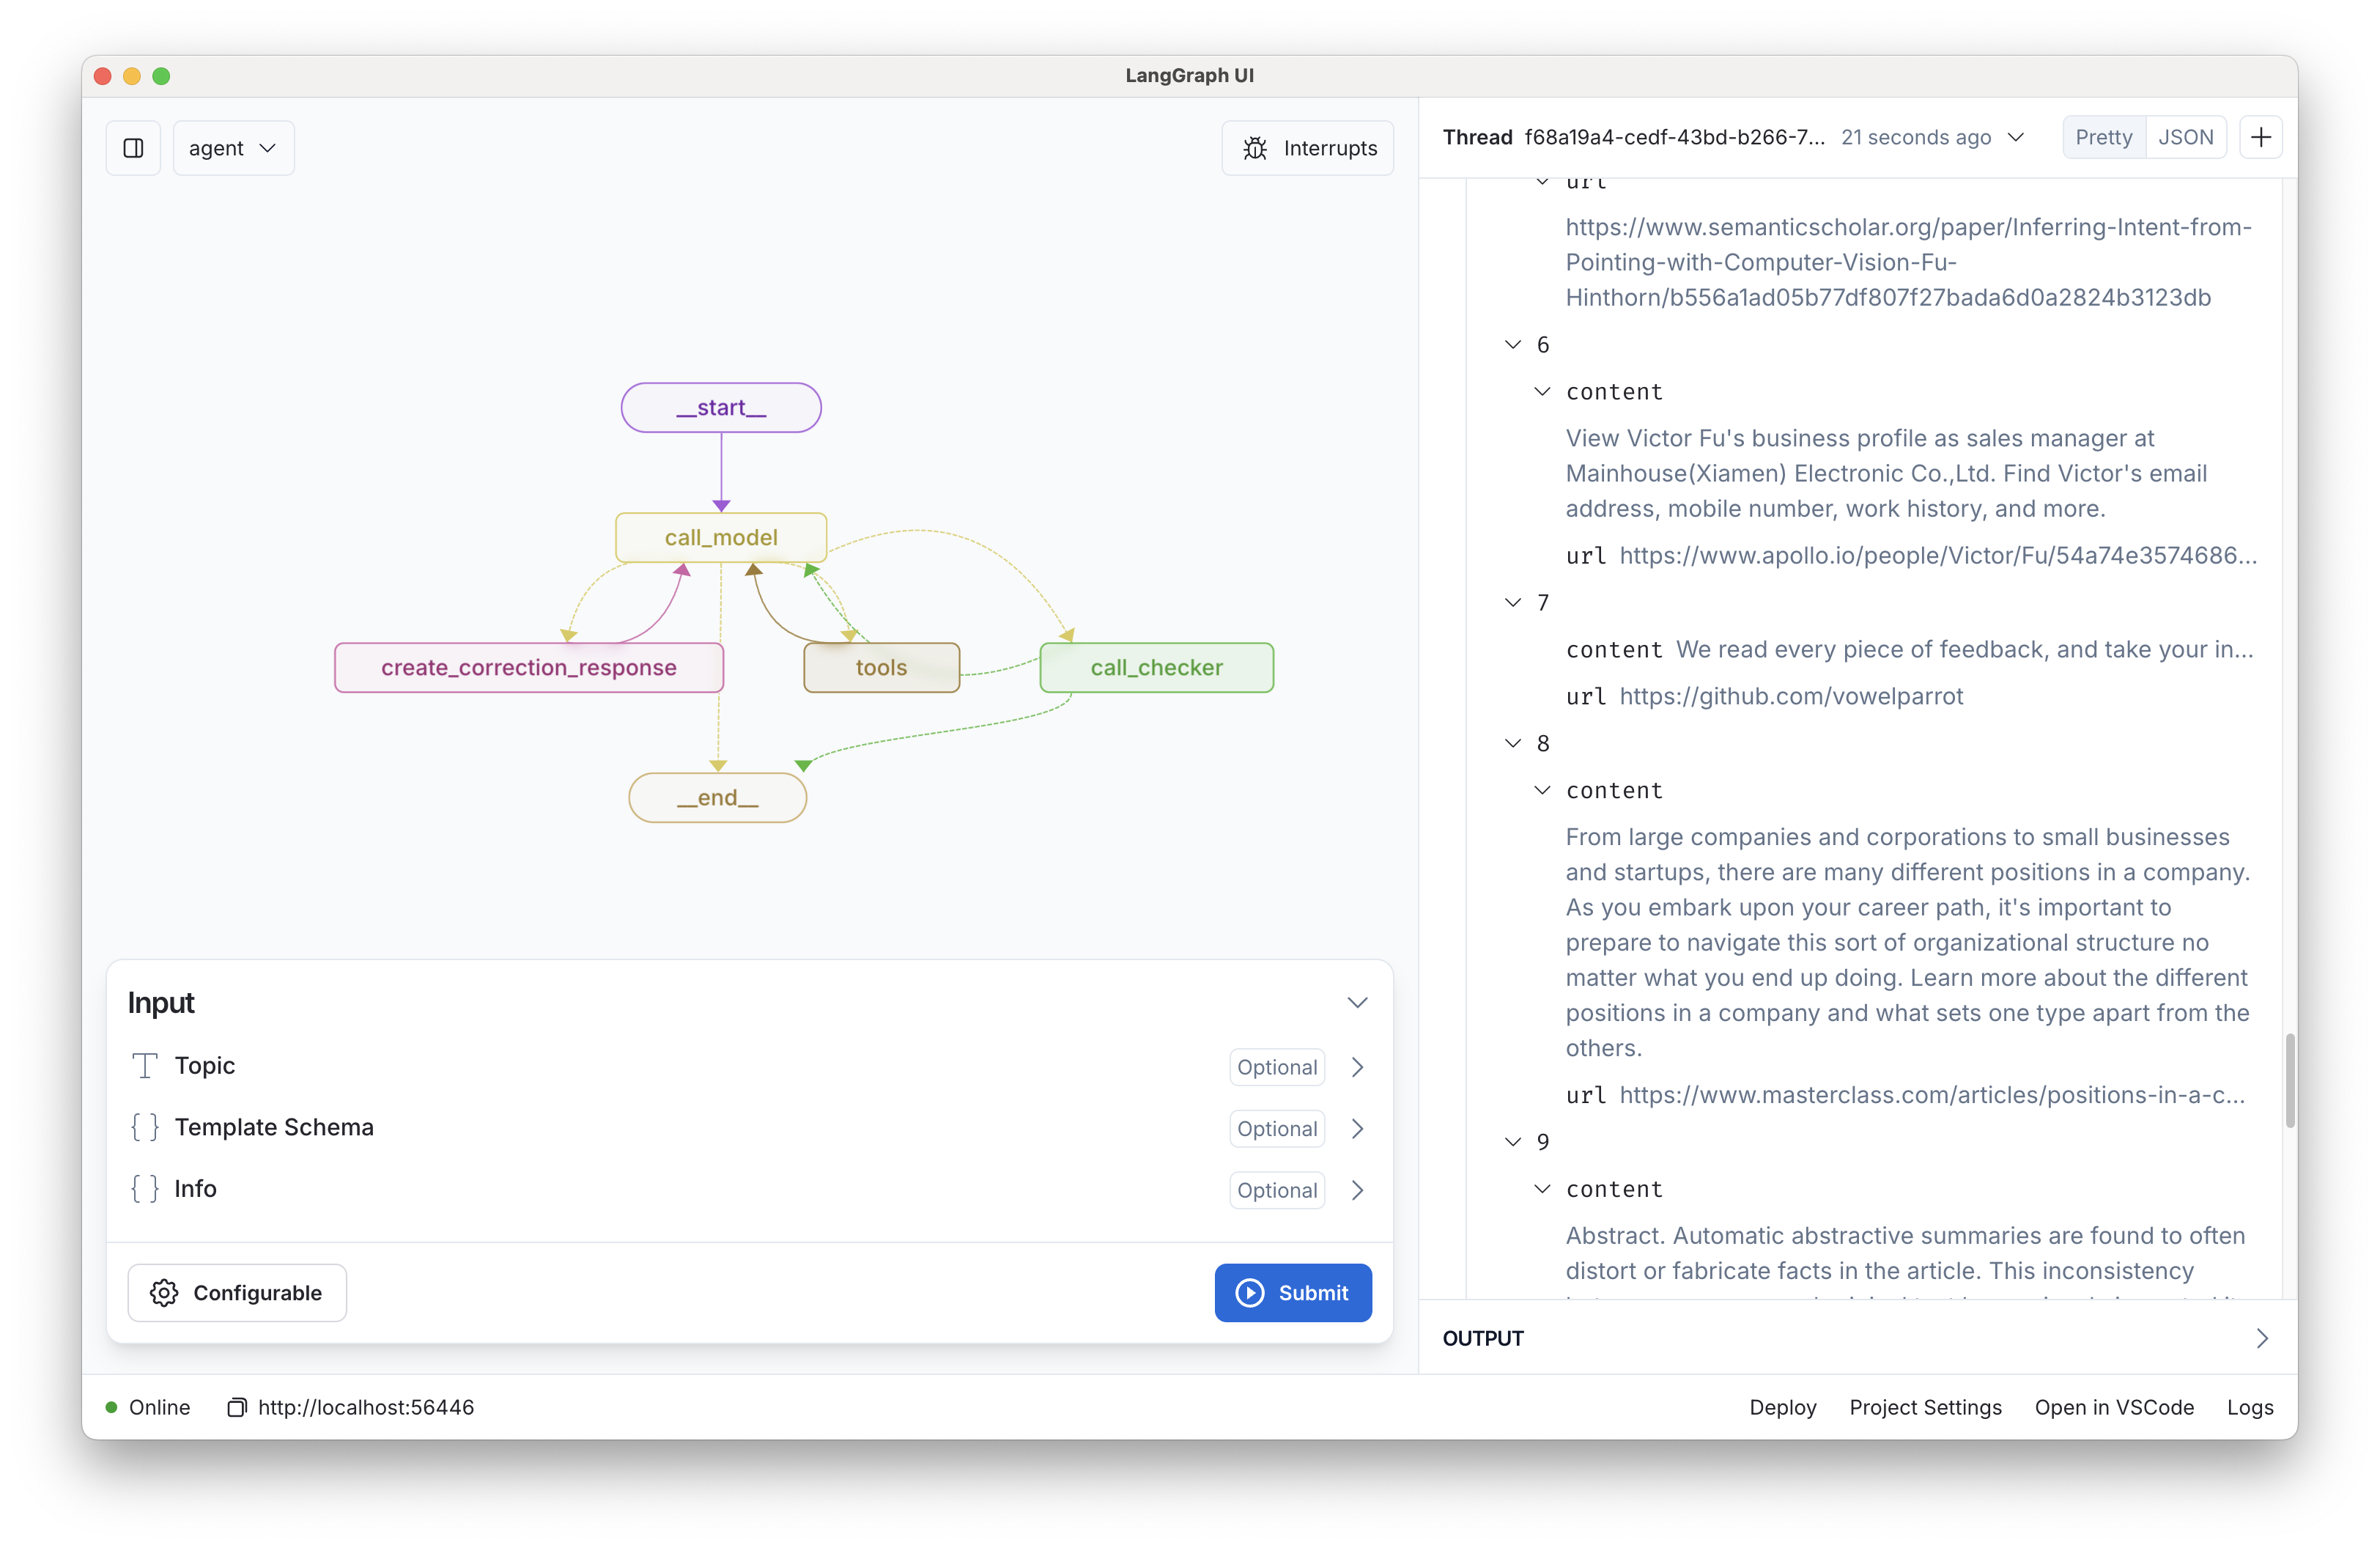 LangGraph UI
agent
Interrupts
__start__
call_model
create_correction_response
tools
call_checker
__end__
Input
Topic
Optional
{ } Template Schema
Optional
{ } Info
Optional
Configurable
Submit
Thread f68a19a4-cedf-43bd-b266-7... 21 seconds ago
Pretty JSON
url
https://www.semanticscholar.org/paper/Inferring-Intent-from-
Pointing-with-Computer-Vision-Fu-
Hinthorn/b556a1ad05b77df807f27bada6d0a2824b3123db
6
content
View Victor Fu's business profile as sales manager at
Mainhouse(Xiamen) Electronic Co.,Ltd. Find Victor's email
address, mobile number, work history, and more.
url https://www.apollo.io/people/Victor/Fu/54a74e3574686...
7
content We read every piece of feedback, and take your in...
url https://github.com/vowelparrot
8
content
From large companies and corporations to small businesses
and startups, there are many different positions in a company.
As you embark upon your career path, it's important to
prepare to navigate this sort of organizational structure no
matter what you end up doing. Learn more about the different
positions in a company and what sets one type apart from the
others.
url https://www.masterclass.com/articles/positions-in-a-c...
9
content
Abstract. Automatic abstractive summaries are found to often
distort or fabricate facts in the article. This inconsistency
OUTPUT
Online
http://localhost:56446
Deploy
Project Settings
Open in VSCode
Logs